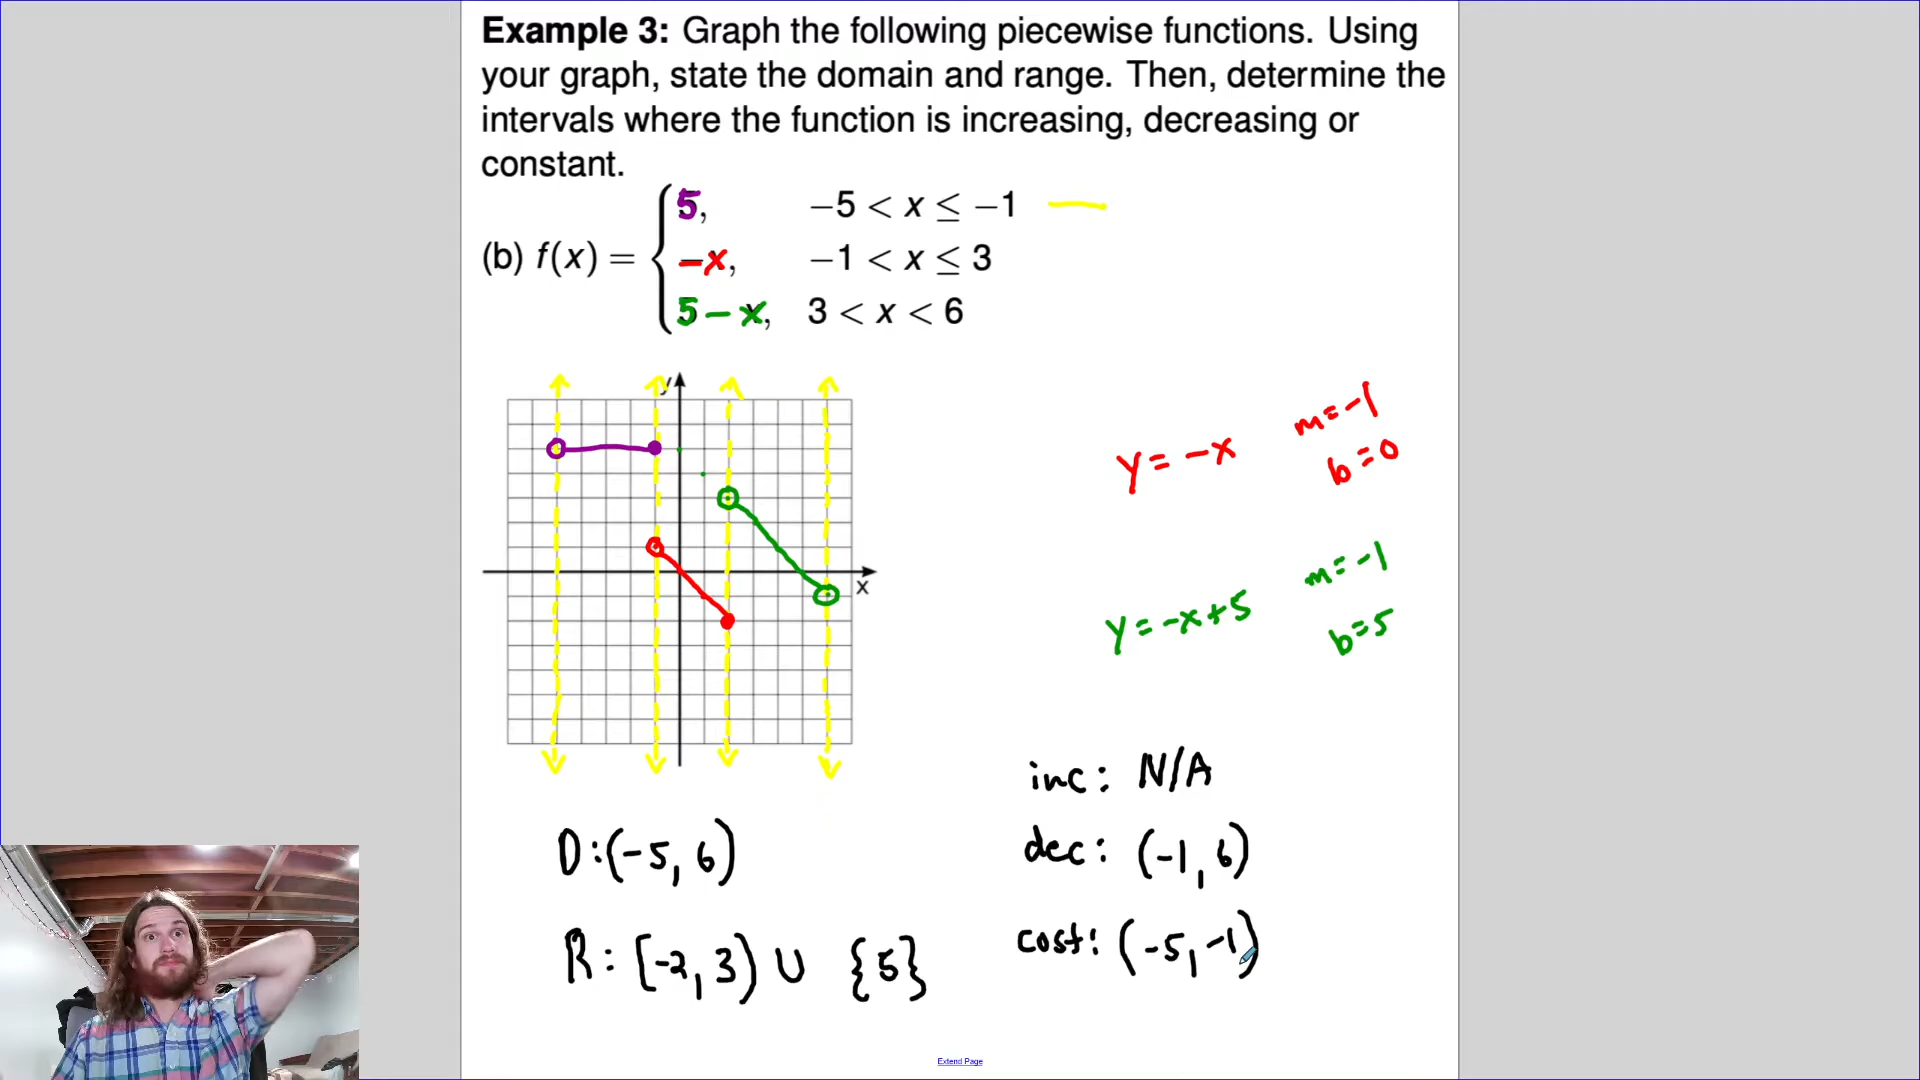 Example 3: Graph the following piecewise functions. Using
your graph, state the domain and range. Then, determine the
intervals where the function is increasing, decreasing or
constant.
(b) f(x) = { 5, −5 < x ≤ −1
−x, −1 < x ≤ 3
5 − x, 3 < x < 6
y
x
y = -x
m = -1
b = 0
y = -x+5
m = -1
b = 5
inc: N/A
dec: (-1, 6)
cost: (-5, -1)
D: (-5, 6)
R: [-2, 3) ∪ {5}
Extend Page